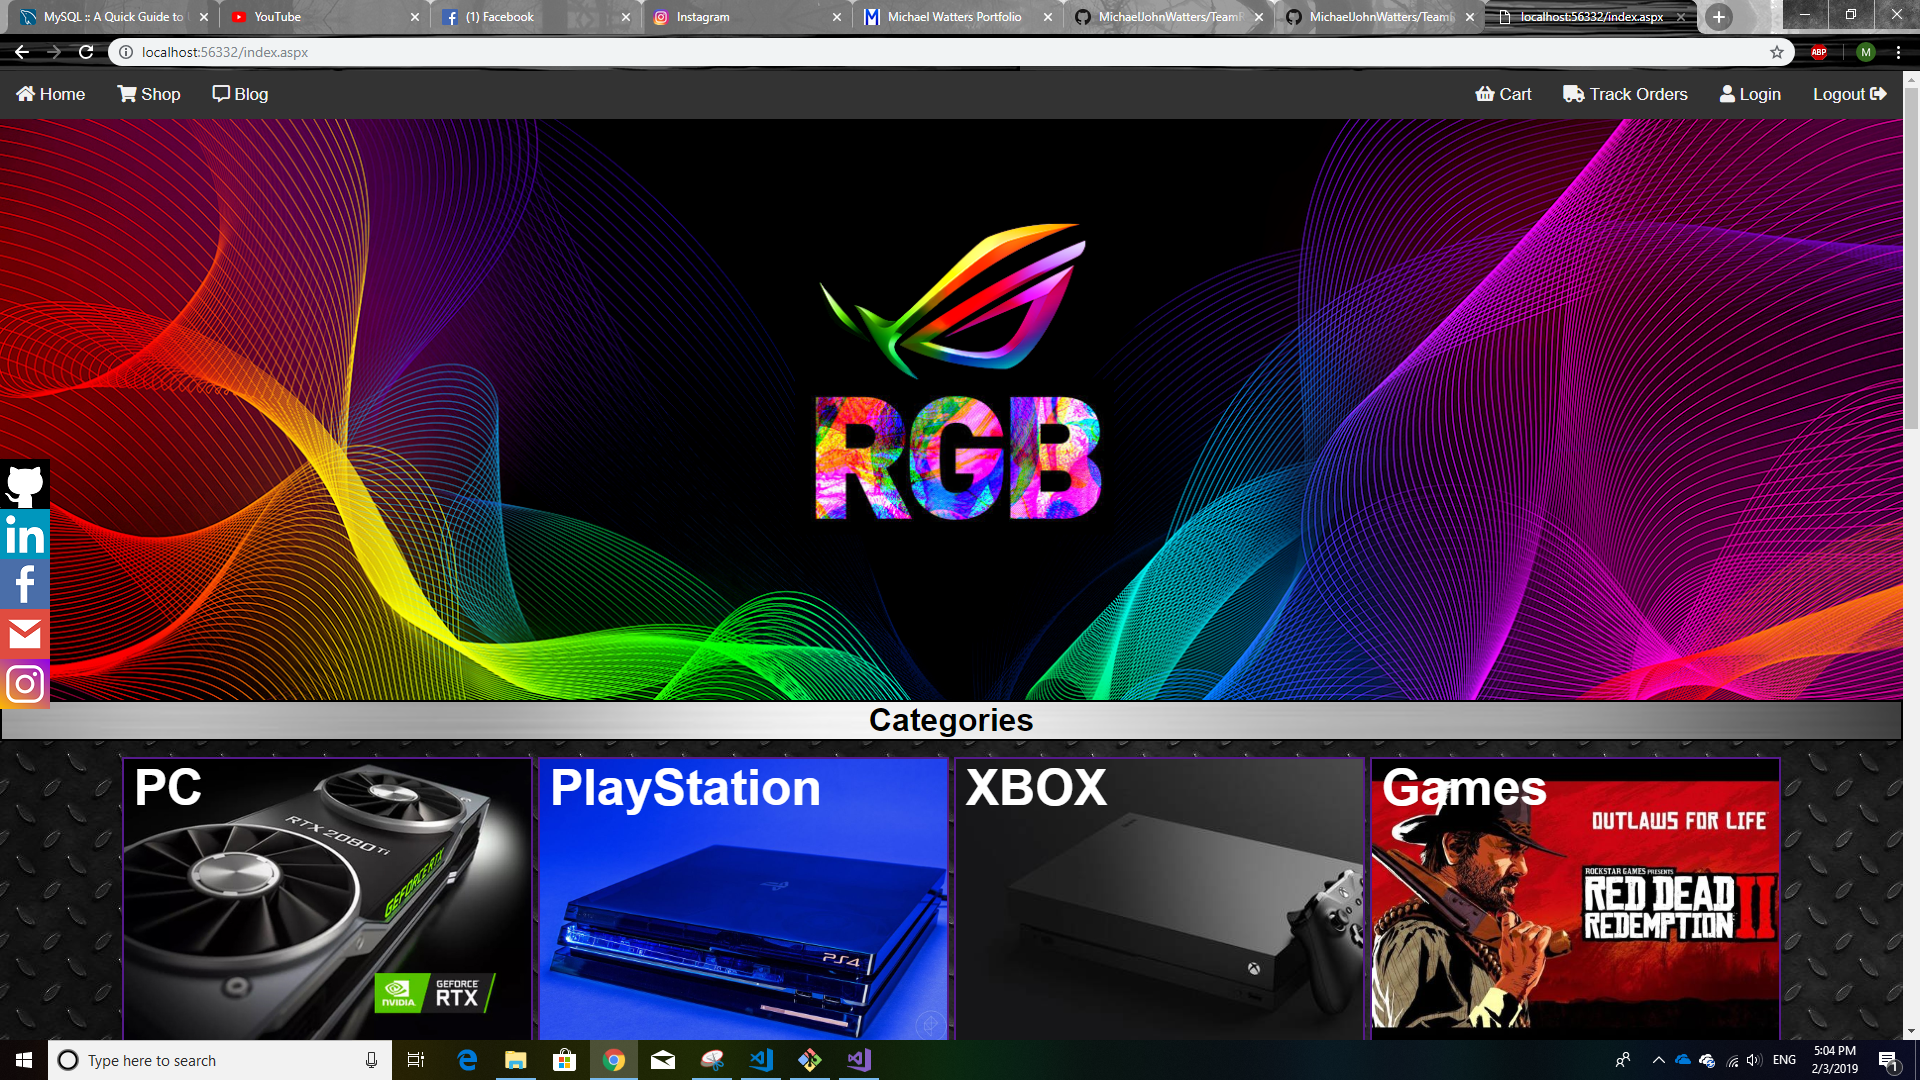 MySQL :: A Quick Guide to
YouTube
(1) Facebook
Instagram
Michael Watters Portfolio
MichaelJohnWatters/Team
MichaelJohnWatters/Team
localhost:56332/index.aspx
localhost:56332/index.aspx
ABP
M
Home
Shop
Blog
Cart
Track Orders
Login
Logout
RGB
in
f
Categories
PC
PlayStation
XBOX
Games
RTX 2080 Ti
GEFORCE RTX
NVIDIA.
GEFORCE
RTX
PS4
OUTLAWS FOR LIFE
ROCKSTAR GAMES PRESENTS
RED DEAD
REDEMPTION II
Type here to search
ENG
5:04 PM
2/3/2019
1